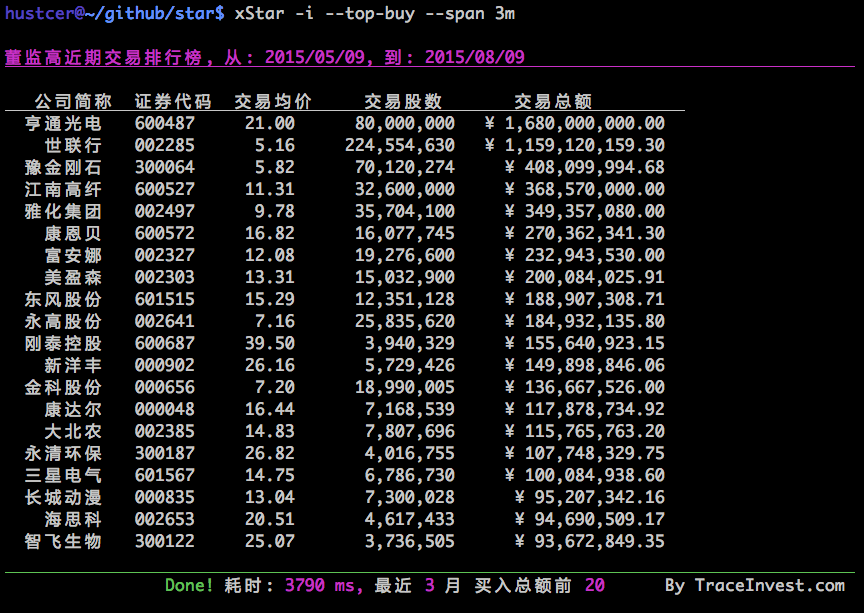 hustcer@~/github/star$ xStar -i --top-buy --span 3m
董监高近期交易排行榜, 从: 2015/05/09, 到: 2015/08/09
公司简称 证券代码 交易均价 交易股数 交易总额
亨通光电 600487 21.00 80,000,000 ¥ 1,680,000,000.00
世联行 002285 5.16 224,554,630 ¥ 1,159,120,159.30
豫金刚石 300064 5.82 70,120,274 ¥ 408,099,994.68
江南高纤 600527 11.31 32,600,000 ¥ 368,570,000.00
雅化集团 002497 9.78 35,704,100 ¥ 349,357,080.00
康恩贝 600572 16.82 16,077,745 ¥ 270,362,341.30
富安娜 002327 12.08 19,276,600 ¥ 232,943,530.00
美盈森 002303 13.31 15,032,900 ¥ 200,084,025.91
东风股份 601515 15.29 12,351,128 ¥ 188,907,308.71
永高股份 002641 7.16 25,835,620 ¥ 184,932,135.80
刚泰控股 600687 39.50 3,940,329 ¥ 155,640,923.15
新洋丰 000902 26.16 5,729,426 ¥ 149,898,846.06
金科股份 000656 7.20 18,990,005 ¥ 136,667,526.00
康达尔 000048 16.44 7,168,539 ¥ 117,878,734.92
大北农 002385 14.83 7,807,696 ¥ 115,765,763.20
永清环保 300187 26.82 4,016,755 ¥ 107,748,329.75
三星电气 601567 14.75 6,786,730 ¥ 100,084,938.60
长城动漫 000835 13.04 7,300,028 ¥ 95,207,342.16
海思科 002653 20.51 4,617,433 ¥ 94,690,509.17
智飞生物 300122 25.07 3,736,505 ¥ 93,672,849.35
Done! 耗时: 3790 ms, 最近 3 月 买入总额前 20 By TraceInvest.com